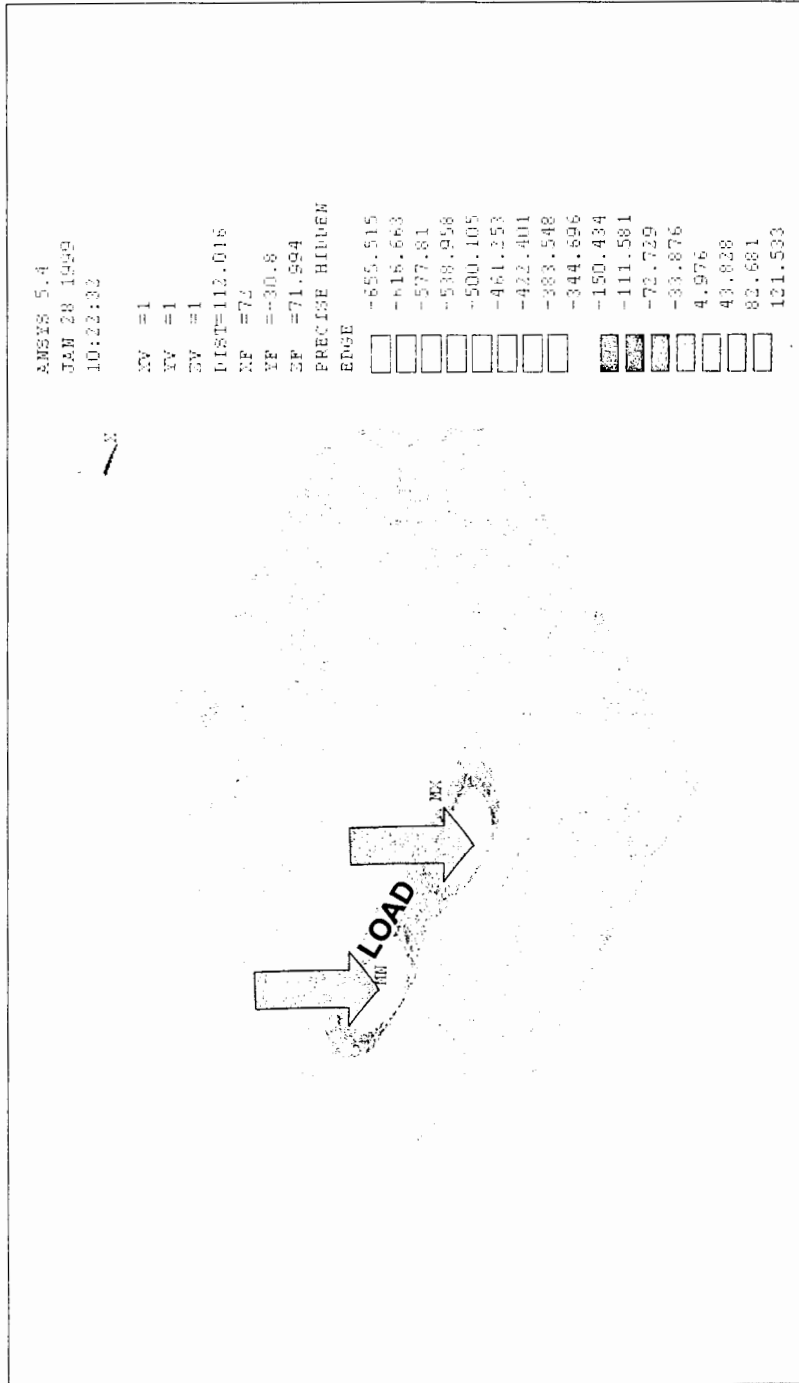 ANSYS 5.4
JAN 28 1999
10:22:32
XV =1
YV =1
ZV =1
DIST=112.016
XF =72
YF =-30.8
ZF =71.994
PRECISE HIDDEN
EDGE
-655.515
-616.663
-577.81
-538.958
-500.105
-461.253
-422.401
-383.548
-344.696
-150.434
-111.581
-72.729
-33.876
4.976
43.828
82.681
121.533
X
MX
LOAD
MN